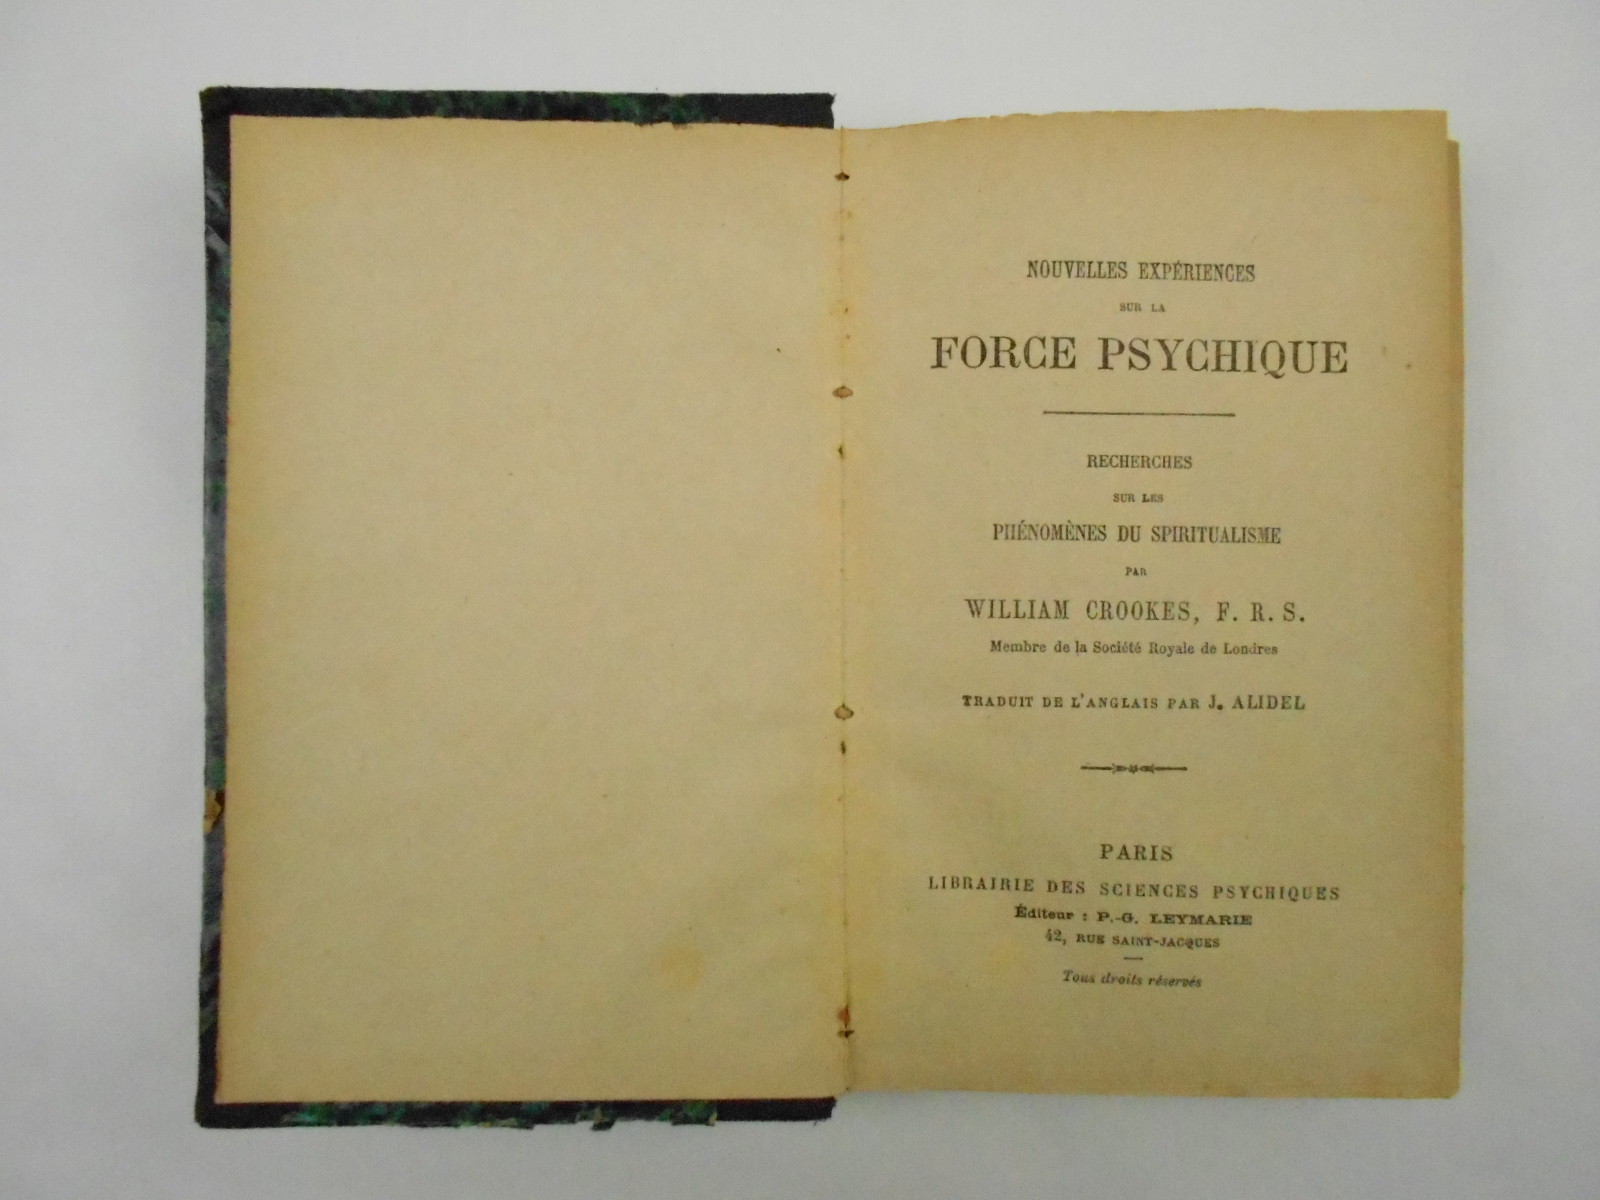 NOUVELLES EXPÉRIENCES
SUR LA
FORCE PSYCHIQUE
RECHERCHES
SUR LES
PHÉNOMÈNES DU SPIRITUALISME
PAR
WILLIAM CROOKES, F. R. S.
Membre de la Société Royale de Londres
TRADUIT DE L'ANGLAIS PAR J. ALIDEL
PARIS
LIBRAIRIE DES SCIENCES PSYCHIQUES
Éditeur : P.-G. LEYMARIE
42, RUE SAINT-JACQUES
Tous droits réservés